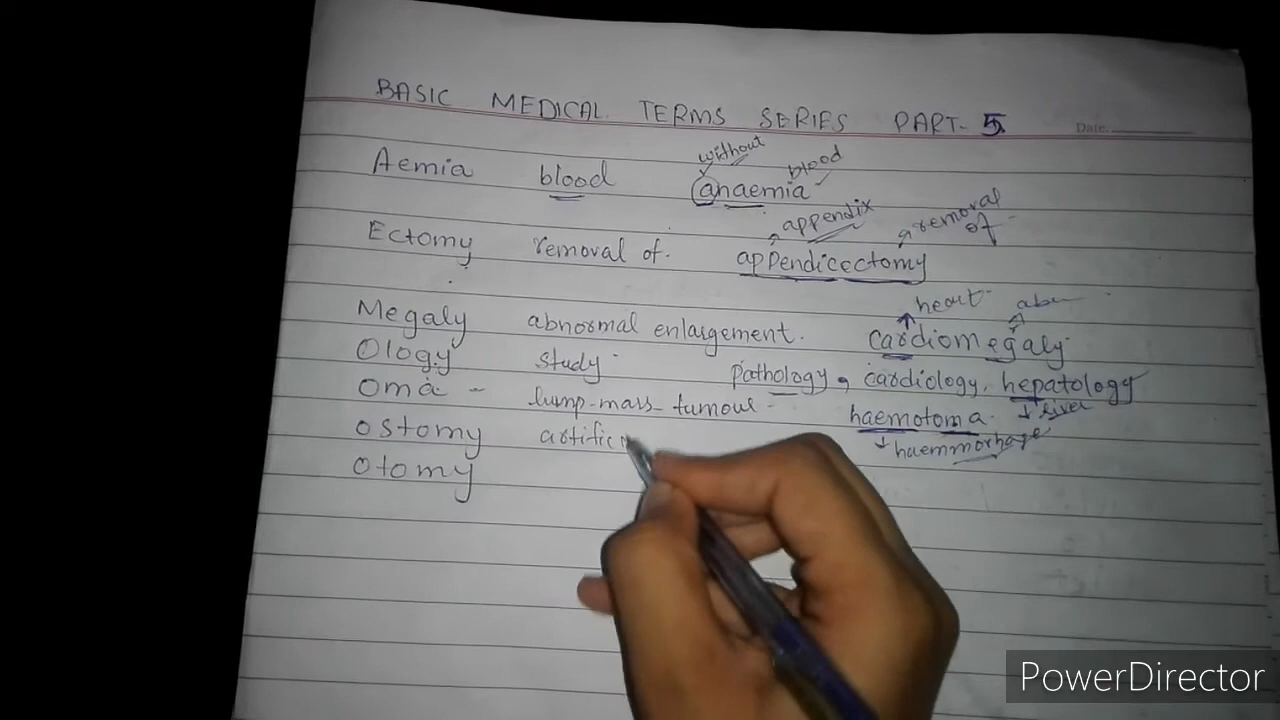 BASIC MEDICAL TERMS SERIES PART-5
Date.
Aemia blood anaemia
without blood
Ectomy removal of. appendicectomy
appendix removal of
Megaly abnormal enlargement. cardiomegaly
heart abn
Ology study pathology, cardiology, hepatology
liver
Oma - lump-mass-tumour haemotoma
haemmorhage
Ostomy artific
Otomy
PowerDirector